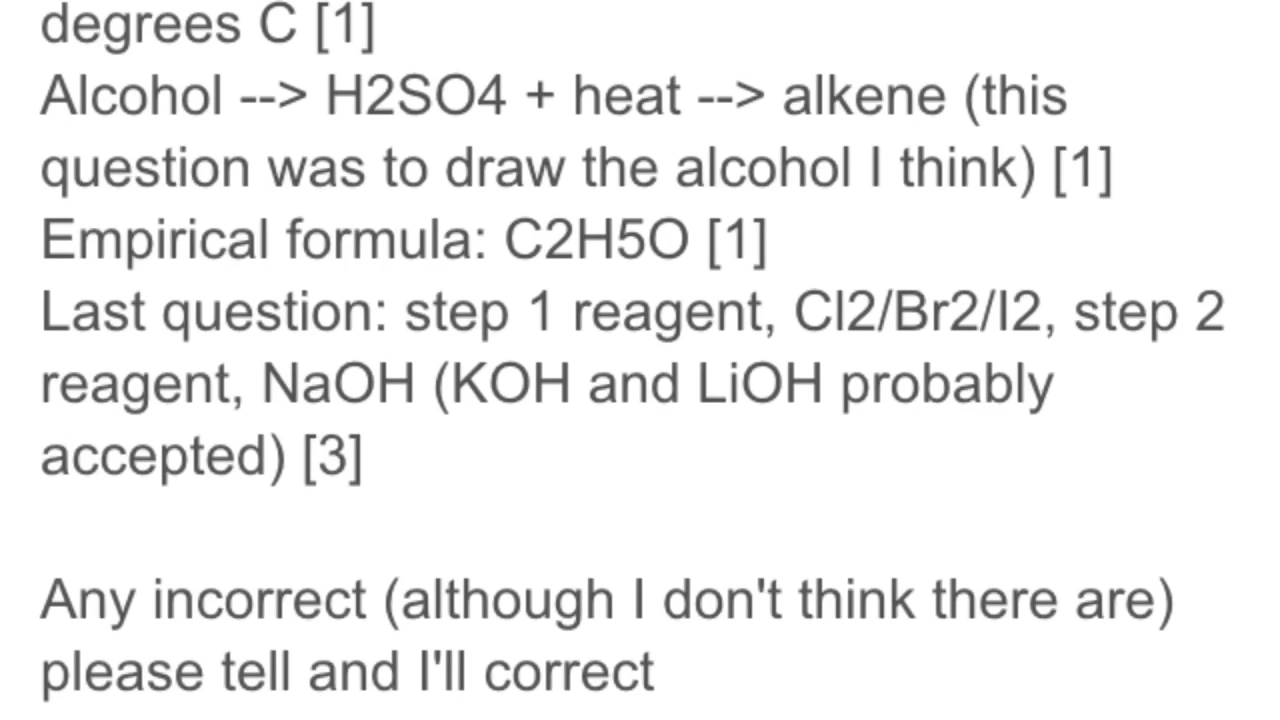 degrees C [1]
Alcohol --> H2SO4 + heat --> alkene (this
question was to draw the alcohol I think) [1]
Empirical formula: C2H5O [1]
Last question: step 1 reagent, Cl2/Br2/I2, step 2
reagent, NaOH (KOH and LiOH probably
accepted) [3]
Any incorrect (although I don't think there are)
please tell and I'll correct